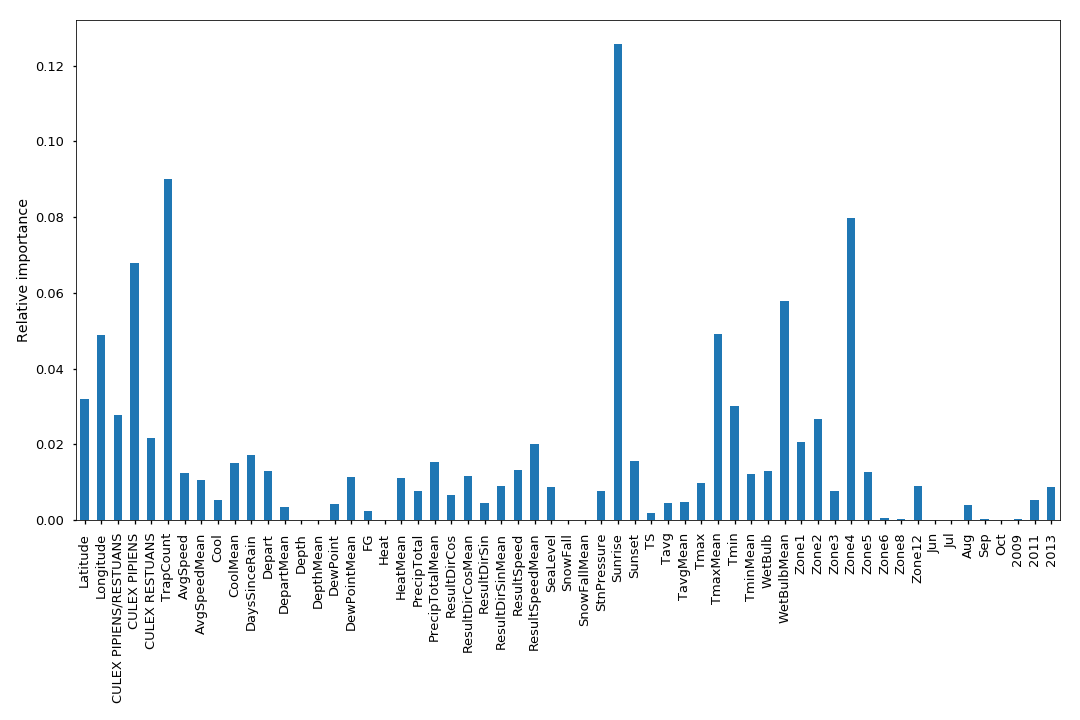 Relative importance
0.12
0.10
0.08
0.06
0.04
0.02
0.00
Latitude
Longitude
CULEX PIPIENS/RESTUANS
CULEX PIPIENS
CULEX RESTUANS
TrapCount
AvgSpeed
AvgSpeedMean
Cool
CoolMean
DaysSinceRain
Depart
DepartMean
Depth
DepthMean
DewPoint
DewPointMean
FG
Heat
HeatMean
PrecipTotal
PrecipTotalMean
ResultDirCos
ResultDirCosMean
ResultDirSin
ResultDirSinMean
ResultSpeed
ResultSpeedMean
SeaLevel
SnowFall
SnowFallMean
StnPressure
Sunrise
Sunset
TS
Tavg
TavgMean
Tmax
TmaxMean
Tmin
TminMean
WetBulb
WetBulbMean
Zone1
Zone2
Zone3
Zone4
Zone5
Zone6
Zone8
Zone12
Jun
Jul
Aug
Sep
Oct
2009
2011
2013